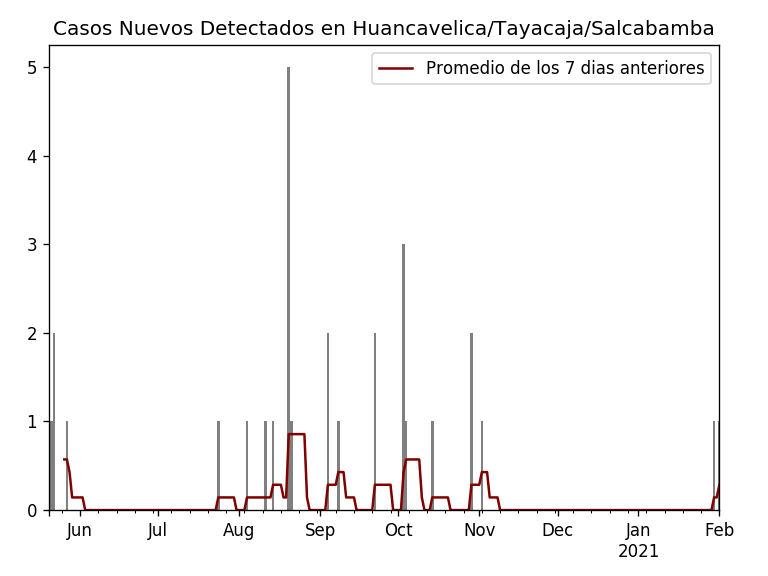 Casos Nuevos Detectados en Huancavelica/Tayacaja/Salcabamba
Promedio de los 7 dias anteriores
5
4
3
2
1
0
Jun Jul Aug Sep Oct Nov Dec Jan Feb
2021